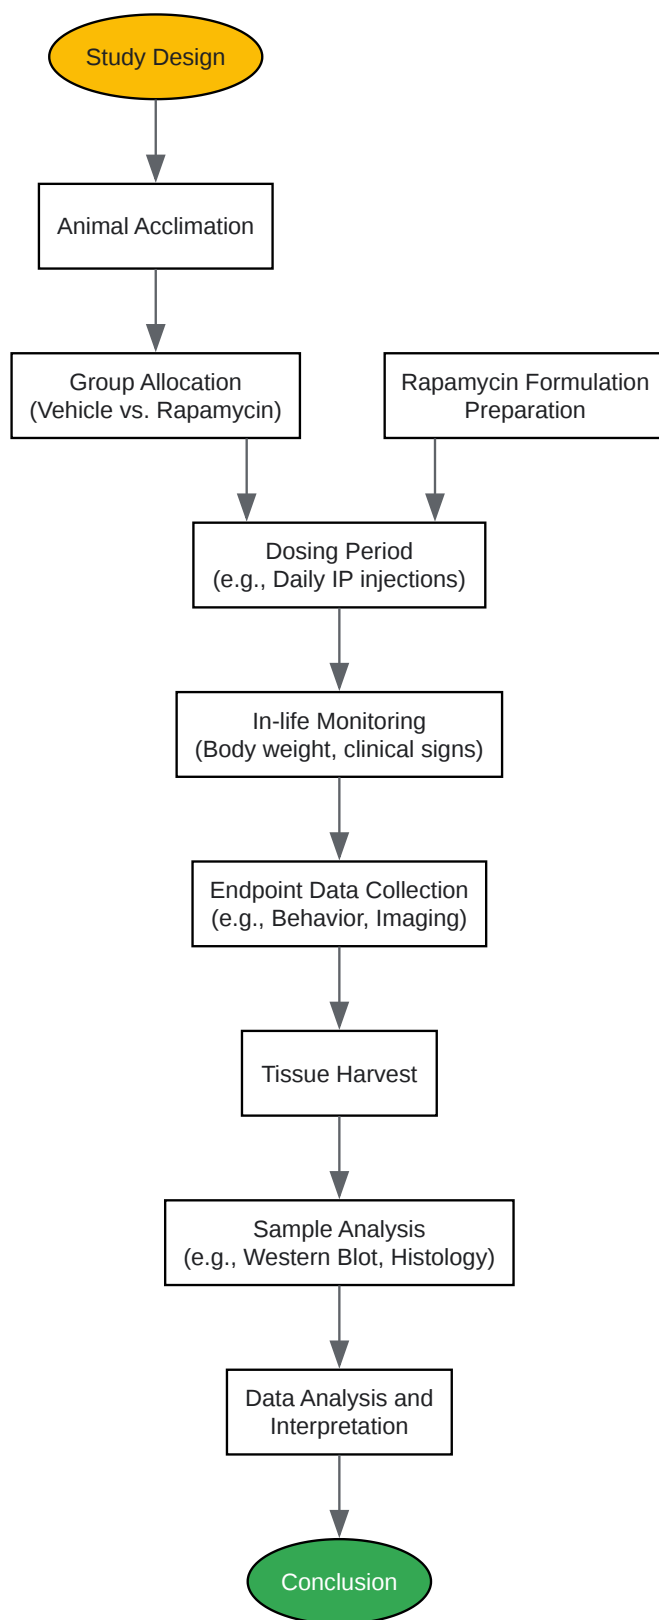 Study Design
Animal Acclimation
Group Allocation
(Vehicle vs. Rapamycin)
Rapamycin Formulation
Preparation
Dosing Period
(e.g., Daily IP injections)
In-life Monitoring
(Body weight, clinical signs)
Endpoint Data Collection
(e.g., Behavior, Imaging)
Tissue Harvest
Sample Analysis
(e.g., Western Blot, Histology)
Data Analysis and
Interpretation
Conclusion